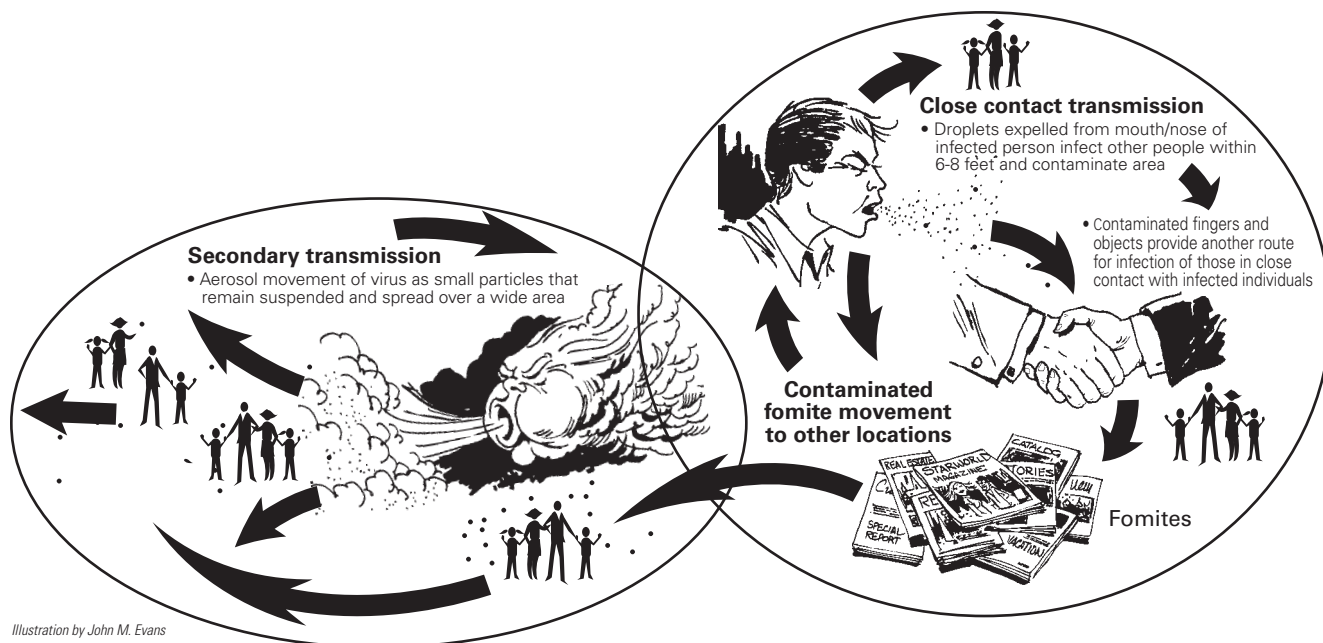 Close contact transmission
• Droplets expelled from mouth/nose of
infected person infect other people within
6-8 feet and contaminate area
• Contaminated fingers and
objects provide another route
for infection of those in close
contact with infected individuals
Secondary transmission
• Aerosol movement of virus as small particles that
remain suspended and spread over a wide area
Contaminated
fomite movement
to other locations
REAL ESTATE
STARWORLD
MAGAZINE
CATALOG
TORIES
SPECIAL
REPORT
VACATION
Fomites
Illustration by John M. Evans